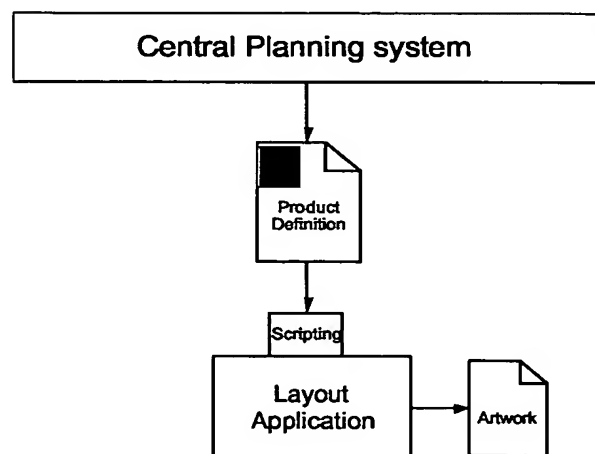 Central Planning system
Product
Definition
Scripting
Layout
Application
Artwork